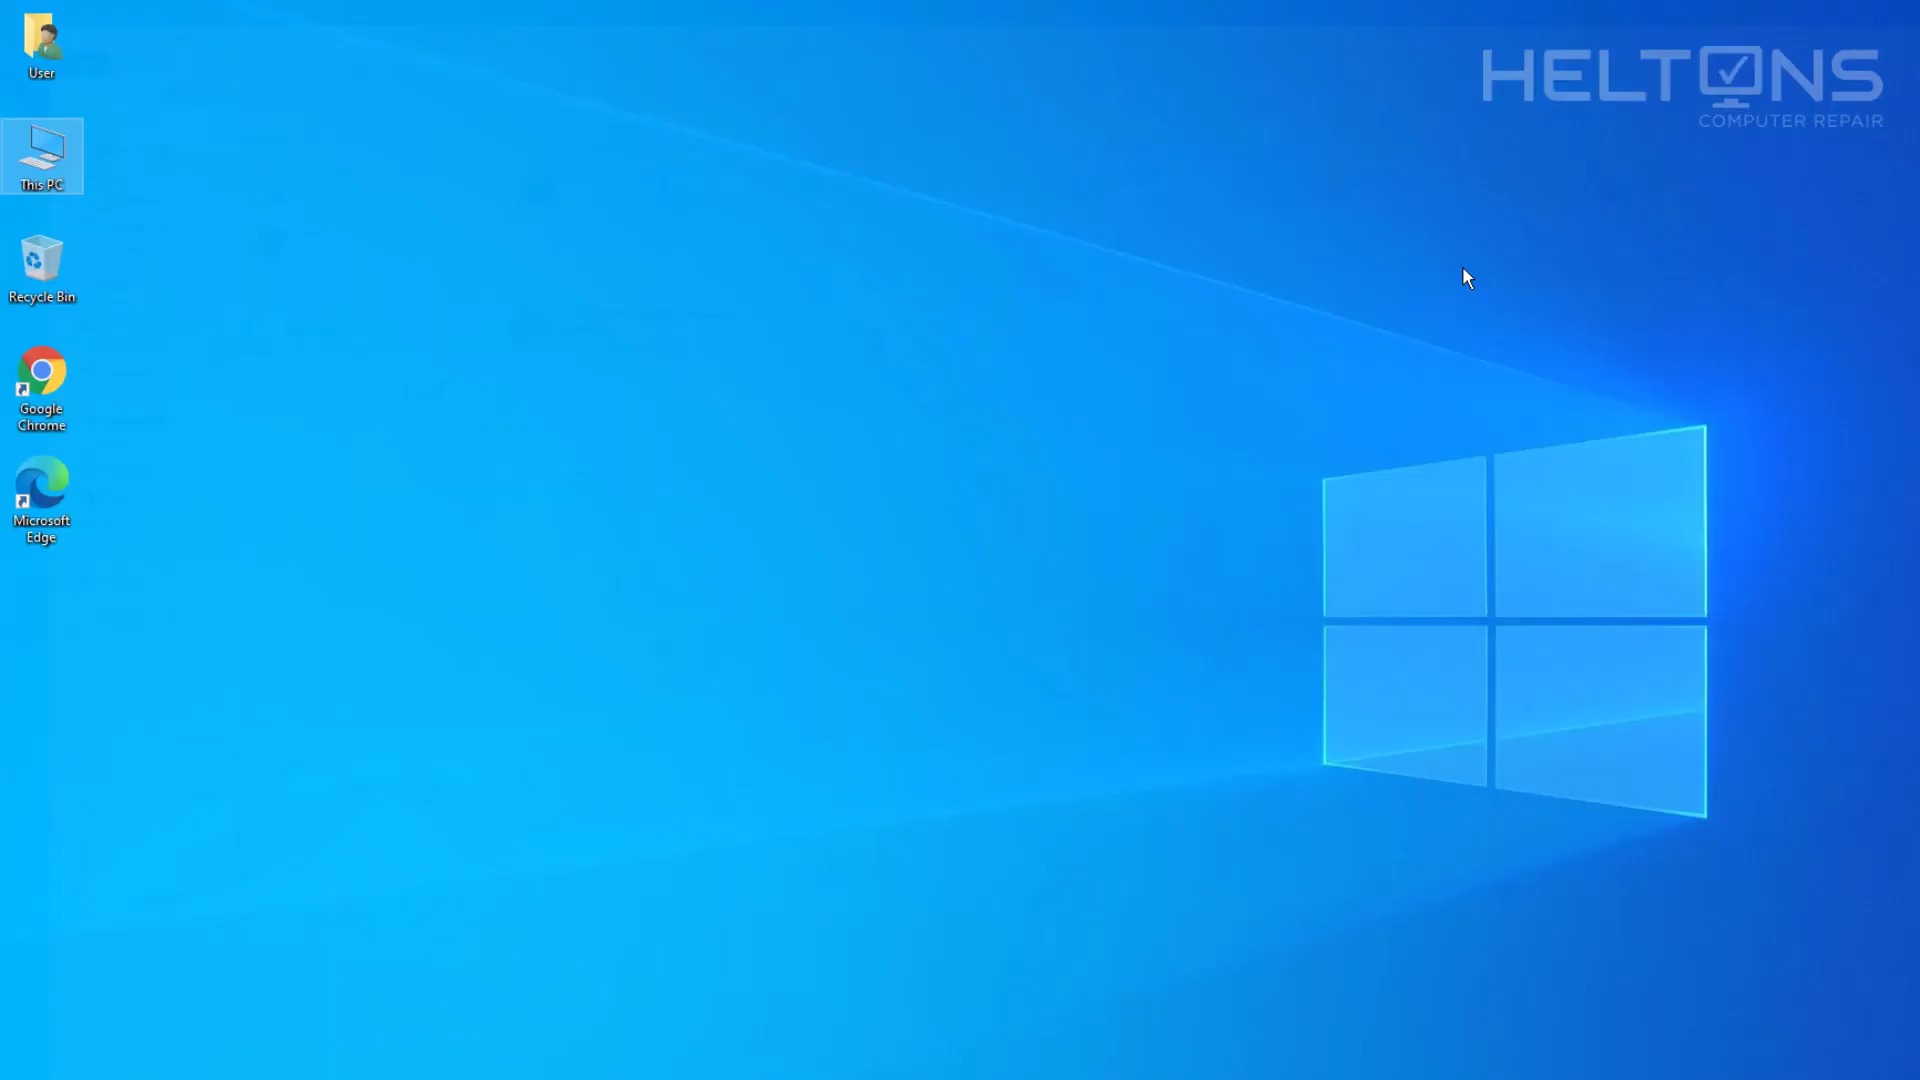 User
HELTONS
COMPUTER REPAIR
This PC
Recycle Bin
Google
Chrome
Microsoft
Edge